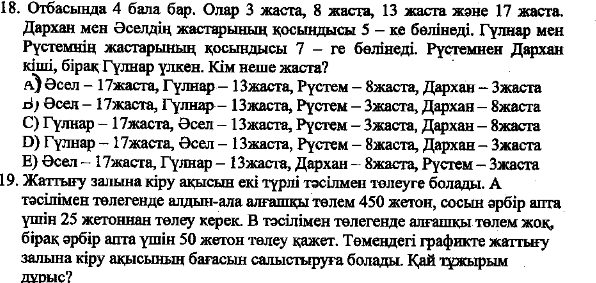 18. Отбасында 4 бала бар. Олар 3 жаста, 8 жаста, 13 жаста және 17 жаста.
Дархан мен Әселдің жастарының қосындысы 5 – ке бөлінеді. Гүлнар мен
Рүстемнің жастарының қосындысы 7 – ге бөлінеді. Рүстемнен Дархан
кіші, бірақ Гүлнар үлкен. Кім неше жаста?
A) Әсел – 17жаста, Гүлнар – 13жаста, Рүстем – 8жаста, Дархан – 3жаста
B) Әсел – 17жаста, Гүлнар – 13жаста, Рүстем – 3жаста, Дархан – 8жаста
C) Гүлнар – 17жаста, Әсел – 13жаста, Рүстем – 3жаста, Дархан – 8жаста
D) Гүлнар – 17жаста, Әсел – 13жаста, Рүстем – 8жаста, Дархан – 3жаста
E) Әсел – 17жаста, Гүлнар – 13жаста, Дархан – 8жаста, Рүстем – 3жаста
19. Жаттығу залына кіру ақысын екі түрлі тәсілмен төлеуге болады. А
тәсілімен төлегенде алдын-ала алғашқы төлем 450 жетон, сосын әрбір апта
үшін 25 жетоннан төлеу керек. В тәсілімен төлегенде алғашқы төлем жоқ,
бірақ әрбір апта үшін 50 жетон төлеу қажет. Төмендегі графикте жаттығу
залына кіру ақысының бағасын салыстыруға болады. Қай тұжырым
дұрыс?